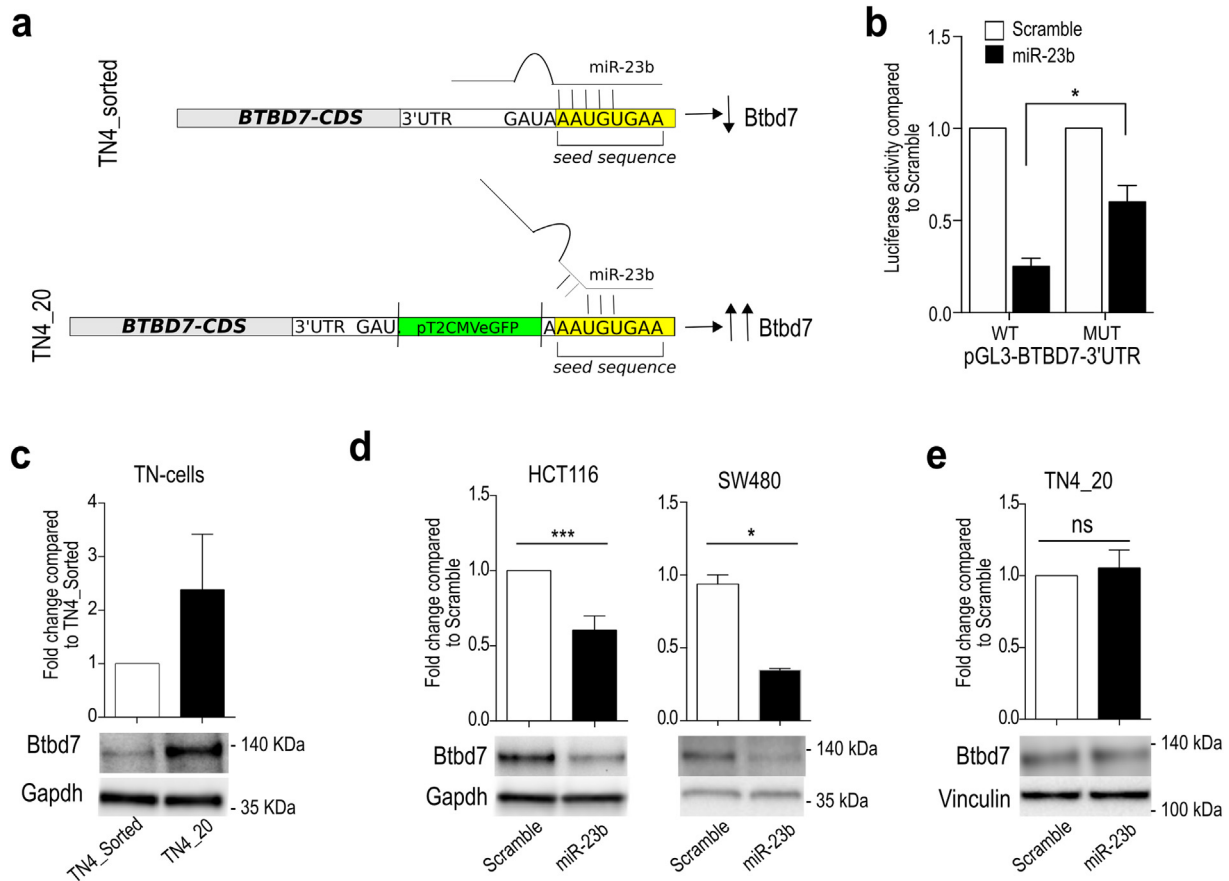 a
TN4_sorted
miR-23b
BTBD7-CDS 3'UTR GAUAAAUGUGAA Btbd7
seed sequence
TN4_20
miR-23b
BTBD7-CDS 3'UTR GAU pT2CMVeGFP AAAUGUGAA Btbd7
seed sequence
b
Scramble
miR-23b
Luciferase activity compared
to Scramble
1.5
1.0
0.5
0.0
*
WT MUT
pGL3-BTBD7-3'UTR
c
TN-cells
Fold change compared
to TN4_Sorted
4
3
2
1
0
Btbd7 - 140 KDa
Gapdh - 35 KDa
TN4_Sorted TN4_20
d
HCT116
Fold change compared
to Scramble
1.5
1.0
0.5
0.0
***
SW480
1.5
1.0
0.5
0.0
*
Btbd7 - 140 kDa
Gapdh - 35 KDa
Scramble miR-23b Scramble miR-23b
e
TN4_20
Fold change compared
to Scramble
1.5
1.0
0.5
0.0
ns
Btbd7 - 140 kDa
Vinculin - 100 kDa
Scramble miR-23b